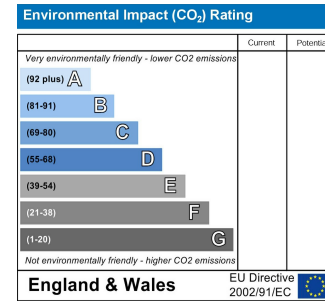 Environmental Impact (CO₂) Rating
Current Potentia
Very environmentally friendly - lower CO2 emissions
(92 plus) A
(81-91) B
(69-80) C
(55-68) D
(39-54) E
(21-38) F
(1-20) G
Not environmentally friendly - higher CO2 emissions
England & Wales
EU Directive
2002/91/EC